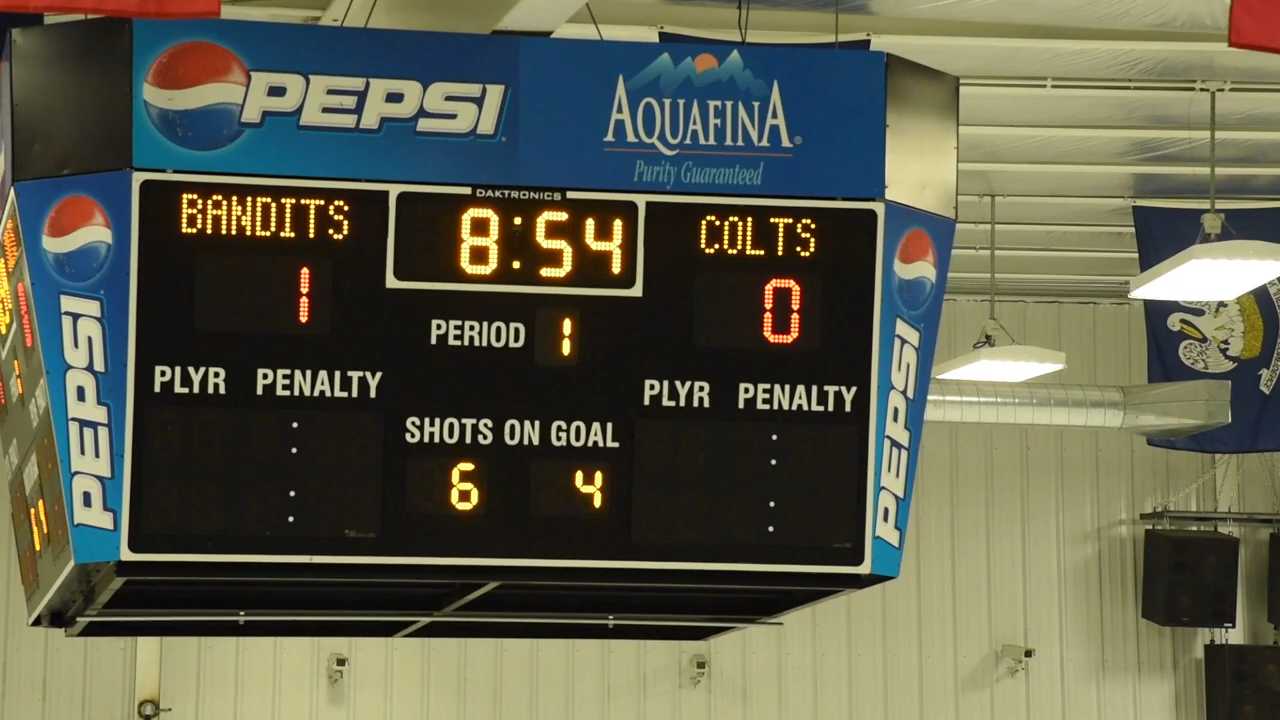 PEPSI
AQUAFINA®
Purity Guaranteed
DAKTRONICS
BANDITS
8:54
COLTS
1
PERIOD 1
0
PLYR PENALTY
PLYR PENALTY
SHOTS ON GOAL
6 4
PEPSI
PEPSI